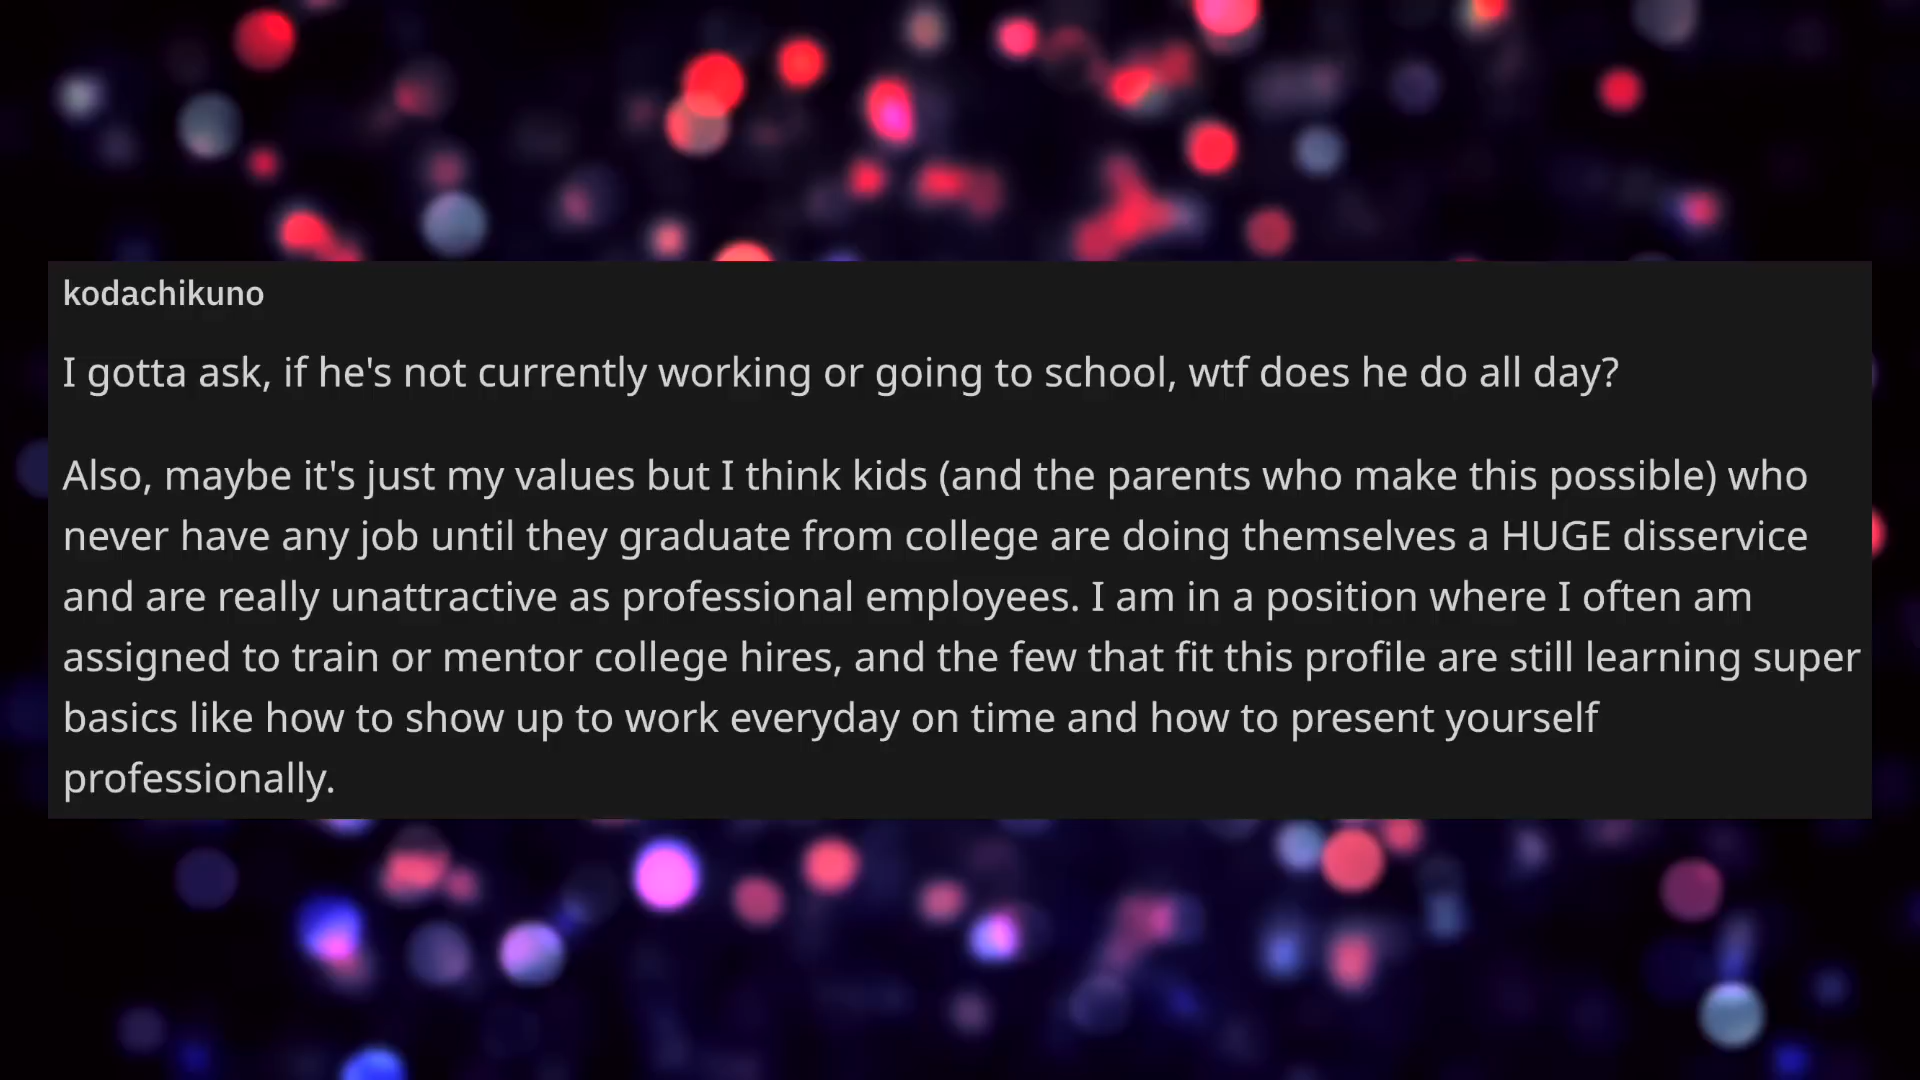 kodachikuno
I gotta ask, if he's not currently working or going to school, wtf does he do all day?
Also, maybe it's just my values but I think kids (and the parents who make this possible) who
never have any job until they graduate from college are doing themselves a HUGE disservice
and are really unattractive as professional employees. I am in a position where I often am
assigned to train or mentor college hires, and the few that fit this profile are still learning super
basics like how to show up to work everyday on time and how to present yourself
professionally.